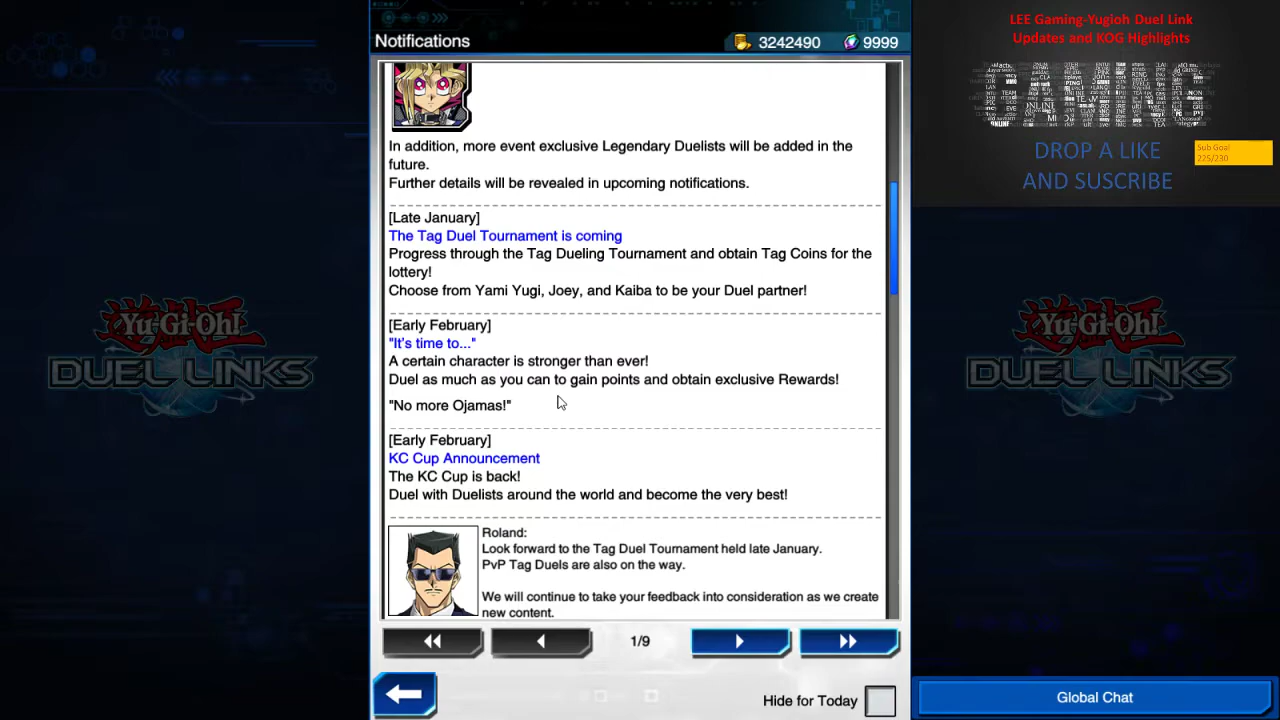 Notifications
3242490
9999
In addition, more event exclusive Legendary Duelists will be added in the
future.
Further details will be revealed in upcoming notifications.
[Late January]
The Tag Duel Tournament is coming
Progress through the Tag Dueling Tournament and obtain Tag Coins for the
lottery!
Choose from Yami Yugi, Joey, and Kaiba to be your Duel partner!
[Early February]
"It's time to..."
A certain character is stronger than ever!
Duel as much as you can to gain points and obtain exclusive Rewards!
"No more Ojamas!"
[Early February]
KC Cup Announcement
The KC Cup is back!
Duel with Duelists around the world and become the very best!
Roland:
Look forward to the Tag Duel Tournament held late January.
PvP Tag Duels are also on the way.
We will continue to take your feedback into consideration as we create
new content.
1/9
Hide for Today
LEE Gaming-Yugioh Duel Link
Updates and KOG Highlights
DROP A LIKE
AND SUSCRIBE
Sub Goal
225/230
Global Chat
Yu-Gi-Oh!
DUEL LINKS
Yu-Gi-Oh!
DUEL LINKS